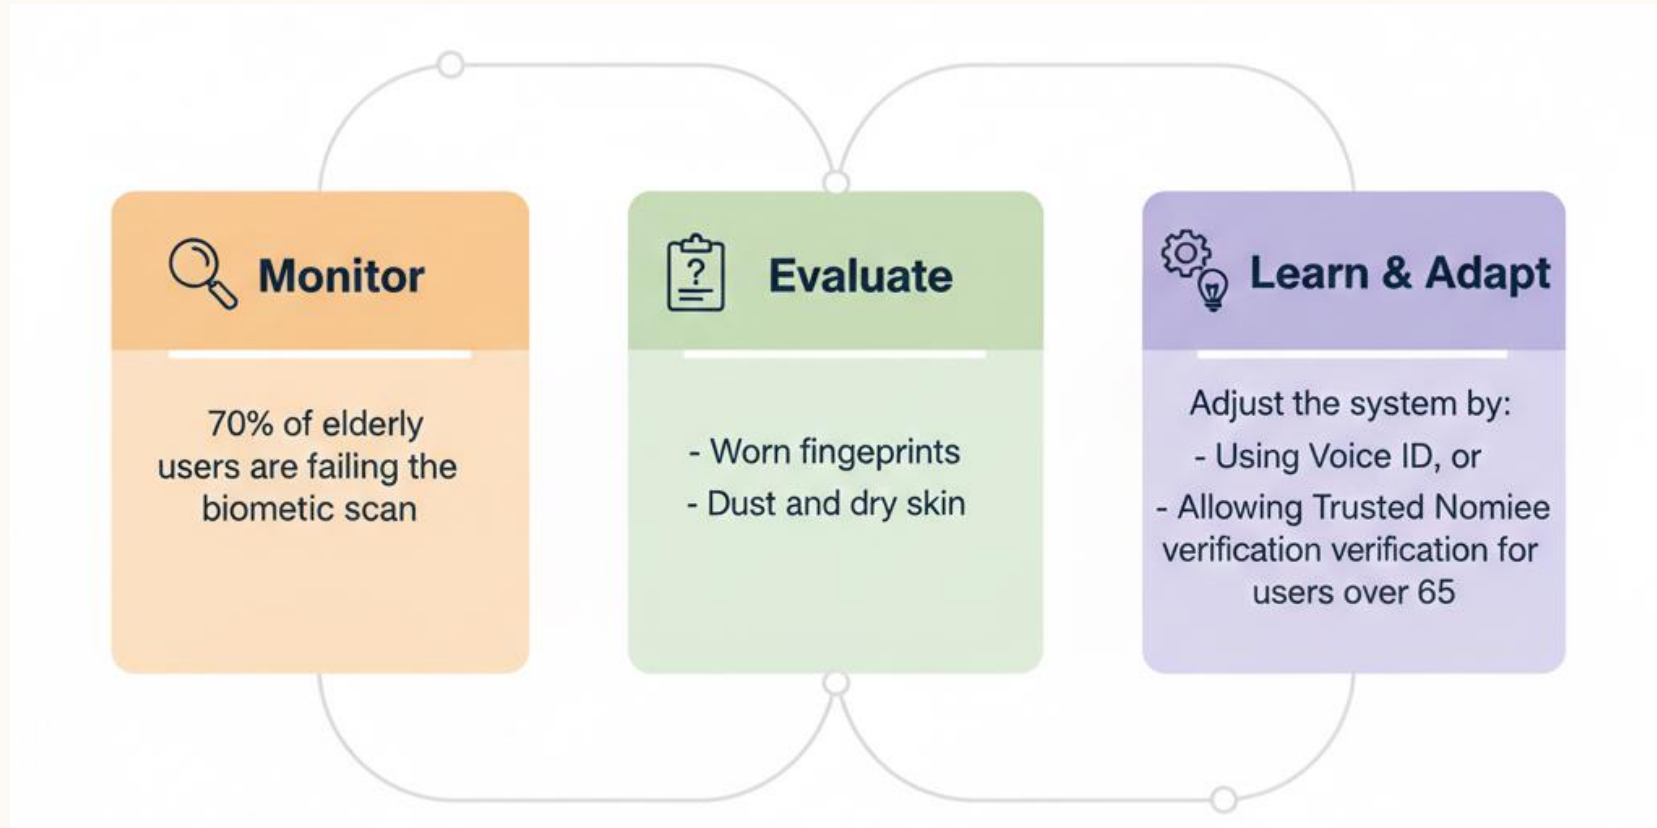 Monitor
70% of elderly
users are failing the
biometic scan
Evaluate
- Worn fingeprints
- Dust and dry skin
Learn & Adapt
Adjust the system by:
- Using Voice ID, or
- Allowing Trusted Nomiee
verification verification for
users over 65